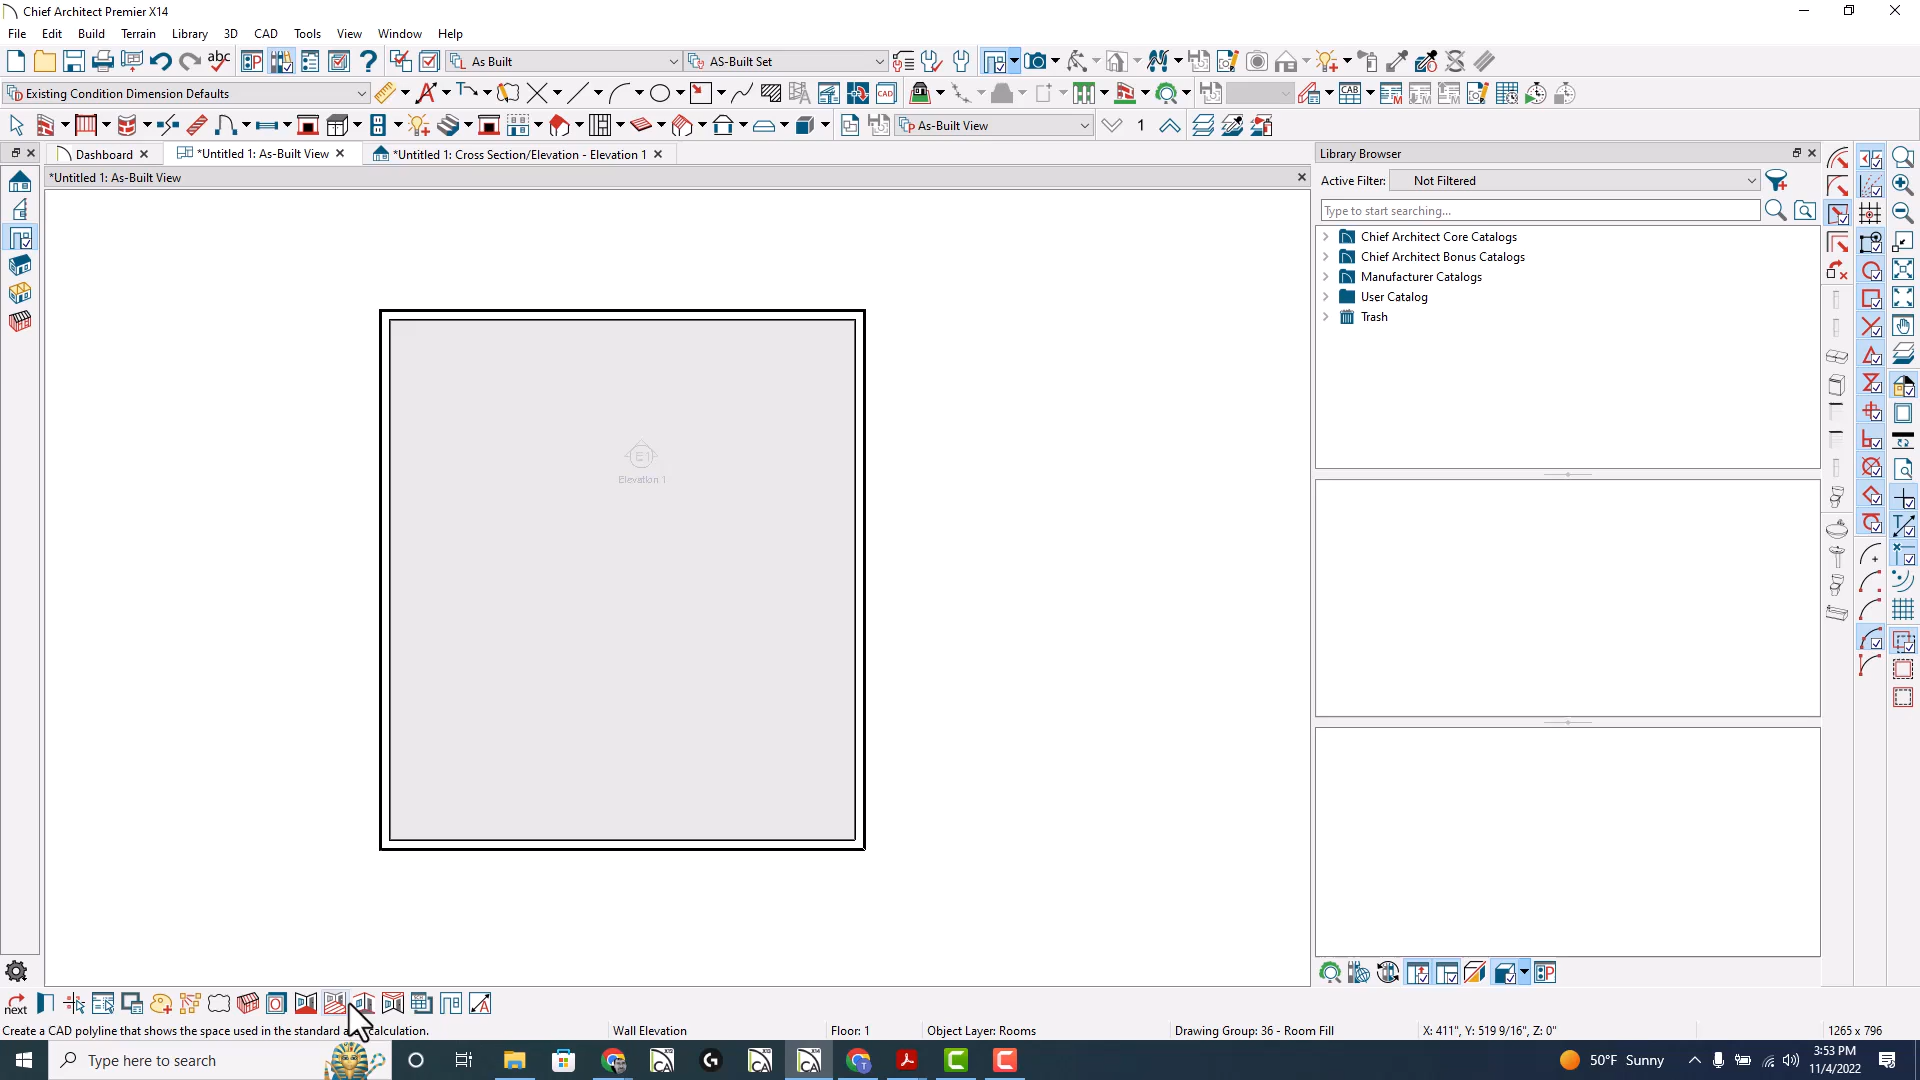 Chief Architect Premier X14
File Edit Build Terrain Library 3D CAD Tools View Window Help
abc As Built AS-Built Set
Existing Condition Dimension Defaults CAD CAB
As-Built View 1
Dashboard *Untitled 1: As-Built View *Untitled 1: Cross Section/Elevation - Elevation 1
*Untitled 1: As-Built View
Library Browser
Active Filter: Not Filtered
Type to start searching...
Chief Architect Core Catalogs
Chief Architect Bonus Catalogs
Manufacturer Catalogs
User Catalog
Trash
E1
Elevation 1
next
Create a CAD polyline that shows the space used in the standard a calculation. Wall Elevation Floor: 1 Object Layer: Rooms Drawing Group: 36 - Room Fill X: 411", Y: 519 9/16", Z: 0" 1265 x 796
Type here to search 50°F Sunny 3:53 PM
11/4/2022